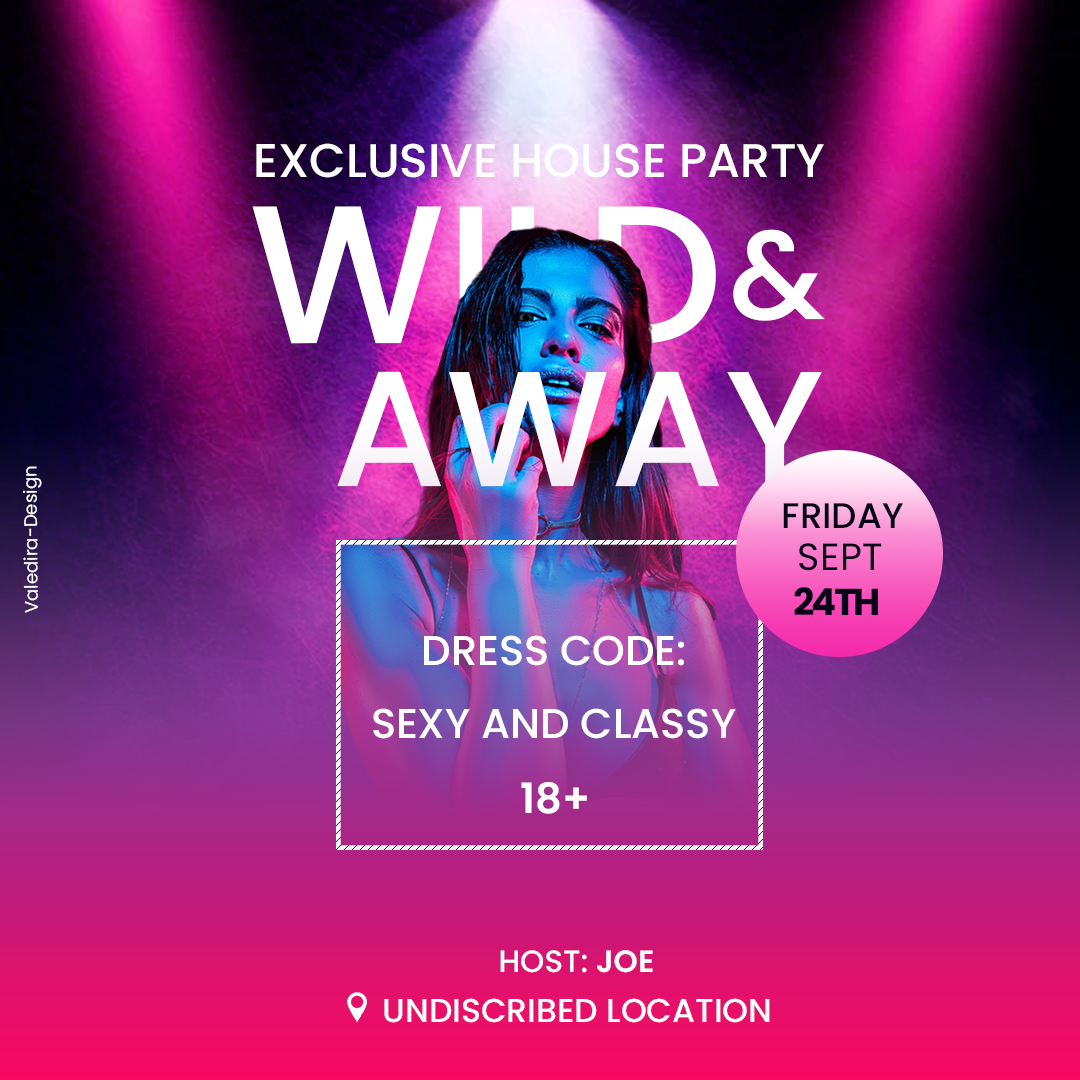 EXCLUSIVE HOUSE PARTY
WILD &
AWAY
FRIDAY
SEPT
24TH
DRESS CODE:
SEXY AND CLASSY
18+
HOST: JOE
UNDISCRIBED LOCATION
Valedira-Design